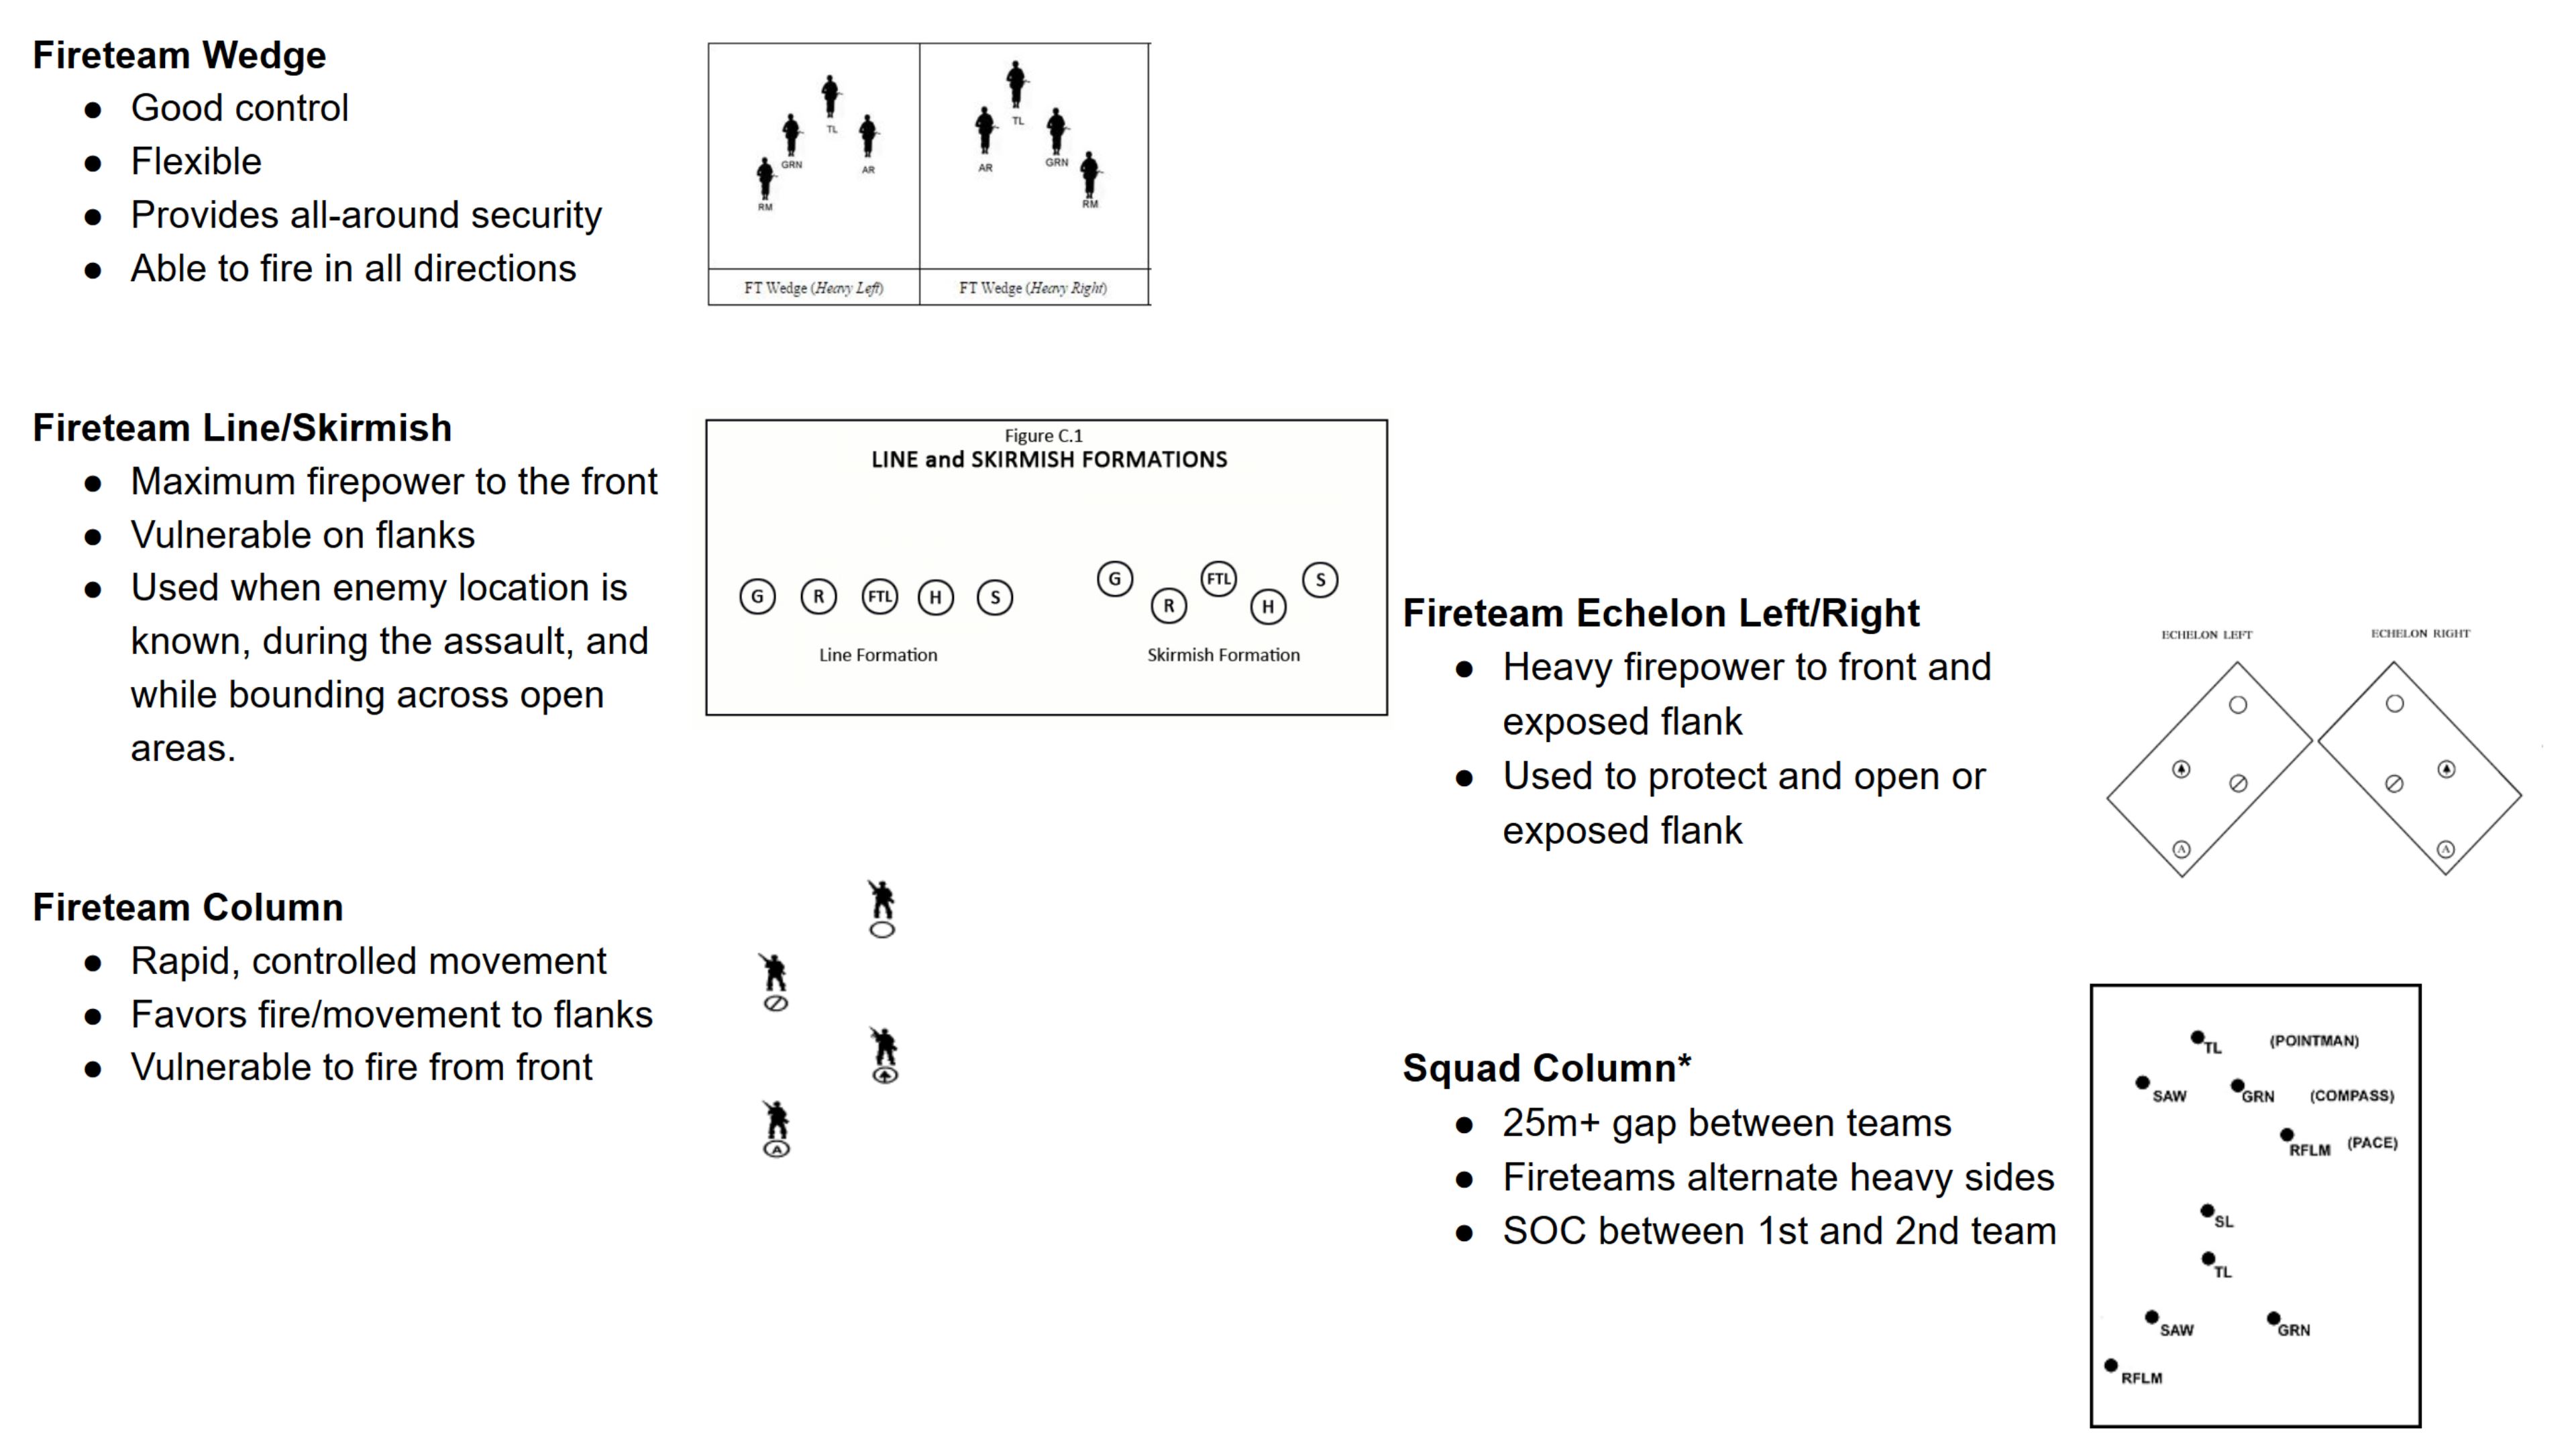 Fireteam Wedge
● Good control
● Flexible
● Provides all-around security
● Able to fire in all directions
TL
GRN
AR
RM
FT Wedge (Heavy Left)
TL
AR
GRN
RM
FT Wedge (Heavy Right)
Fireteam Line/Skirmish
● Maximum firepower to the front
● Vulnerable on flanks
● Used when enemy location is
known, during the assault, and
while bounding across open
areas.
Figure C.1
LINE and SKIRMISH FORMATIONS
G R FTL H S
Line Formation
G R FTL H S
Skirmish Formation
Fireteam Column
● Rapid, controlled movement
● Favors fire/movement to flanks
● Vulnerable to fire from front
A
Fireteam Echelon Left/Right
● Heavy firepower to front and
exposed flank
● Used to protect and open or
exposed flank
ECHELON LEFT
A
ECHELON RIGHT
A
Squad Column*
● 25m+ gap between teams
● Fireteams alternate heavy sides
● SOC between 1st and 2nd team
TL (POINTMAN)
SAW GRN (COMPASS)
RFLM (PACE)
SL
TL
SAW GRN
RFLM